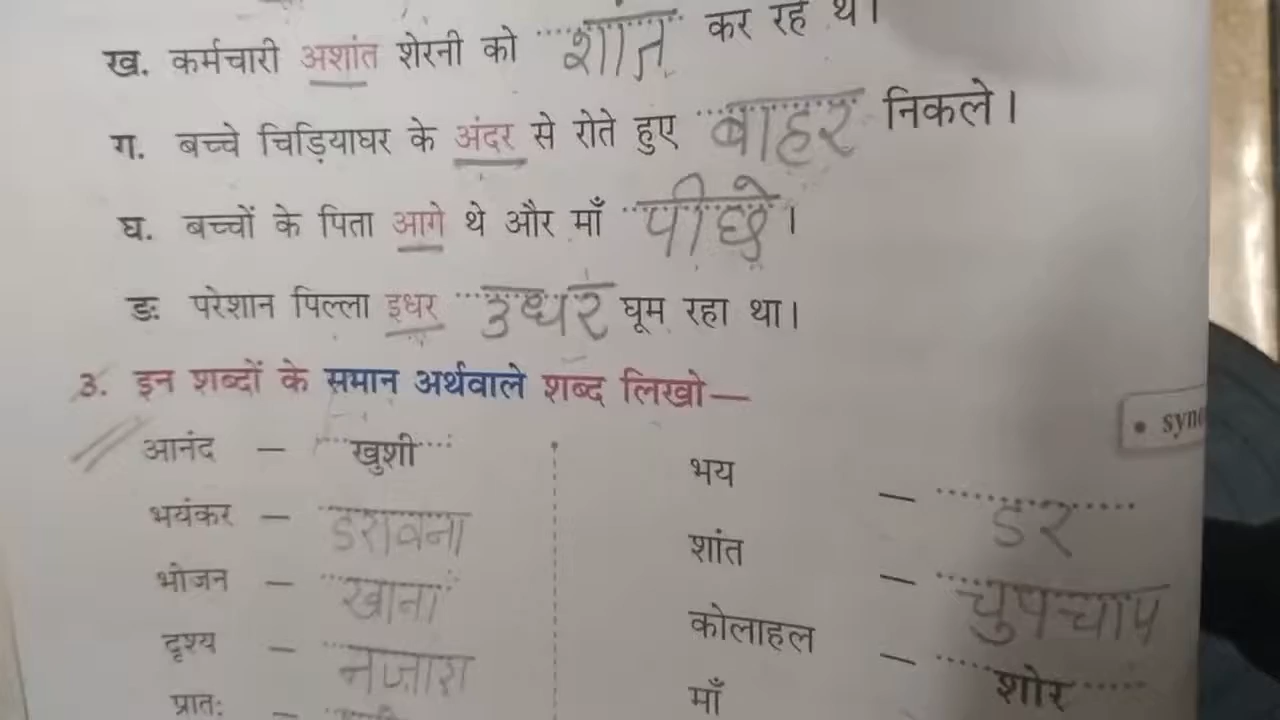 ख. कर्मचारी अशांत शेरनी को शांत कर रहे थे।
ग. बच्चे चिड़ियाघर के अंदर से रोते हुए बाहर निकले।
घ. बच्चों के पिता आगे थे और माँ पीछे।
ङ. परेशान पिल्ला इधर उधर घूम रहा था।
3. इन शब्दों के समान अर्थवाले शब्द लिखो—
आनंद — खुशी
भयंकर — डरावना
भोजन — खाना
दृश्य — नज़ारा
प्रातः —
भय — डर
शांत — चुपचाप
कोलाहल — शोर
माँ